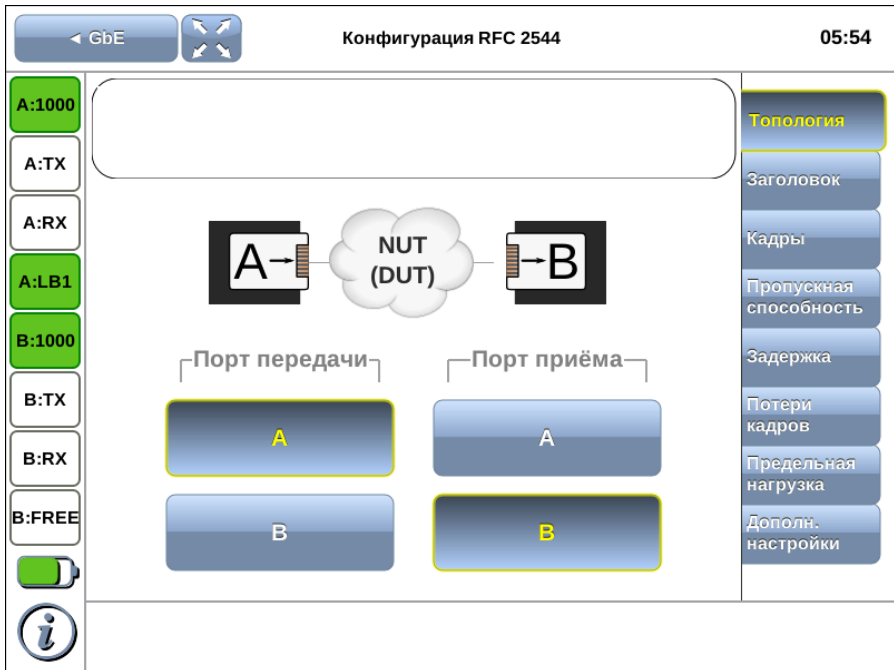 ◄ GbE
Конфигурация RFC 2544
05:54
A:1000
A:TX
A:RX
A:LB1
B:1000
B:TX
B:RX
B:FREE
i
A
NUT
(DUT)
B
Порт передачи
Порт приёма
A
A
B
B
Топология
Заголовок
Кадры
Пропускная
способность
Задержка
Потери
кадров
Предельная
нагрузка
Дополн.
настройки